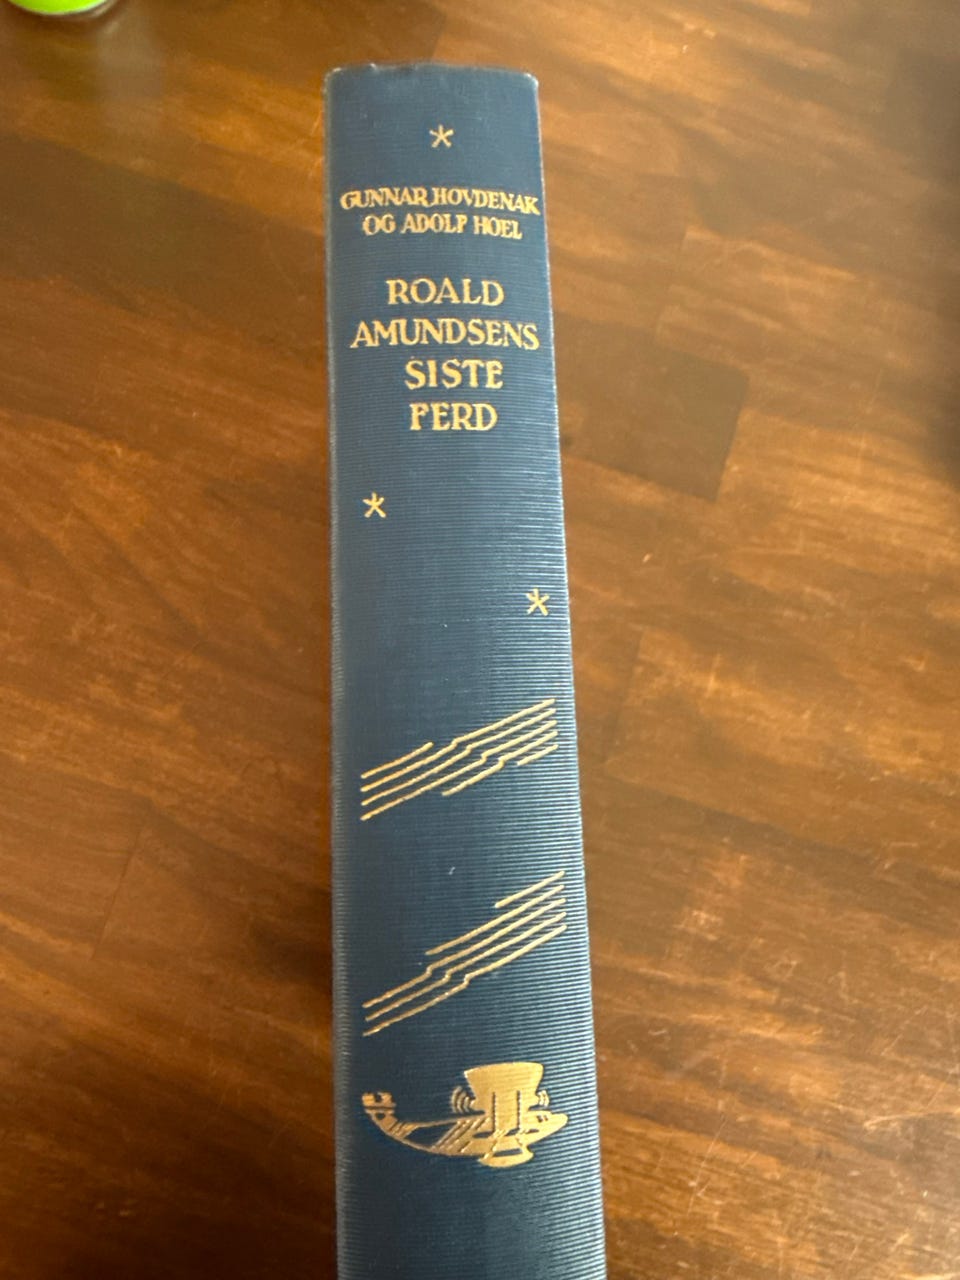 GUNNAR HOVDENAK
OG ADOLF HOEL
ROALD
AMUNDSENS
SISTE
FERD